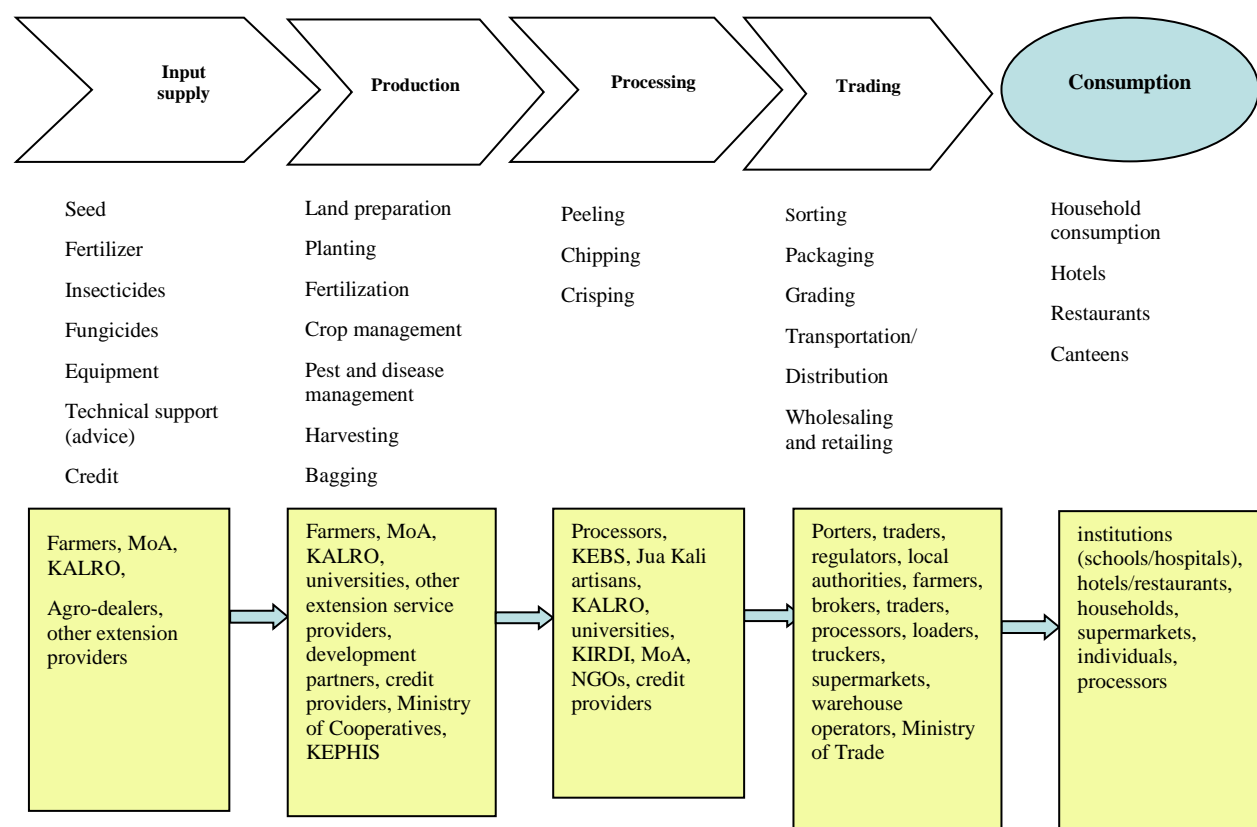 Input
supply
Production
Processing
Trading
Consumption
Seed
Fertilizer
Insecticides
Fungicides
Equipment
Technical support
(advice)
Credit
Land preparation
Planting
Fertilization
Crop management
Pest and disease
management
Harvesting
Bagging
Peeling
Chipping
Crisping
Sorting
Packaging
Grading
Transportation/
Distribution
Wholesaling
and retailing
Household
consumption
Hotels
Restaurants
Canteens
Farmers, MoA,
KALRO,
Agro-dealers,
other extension
providers
Farmers, MoA,
KALRO,
universities, other
extension service
providers,
development
partners, credit
providers, Ministry
of Cooperatives,
KEPHIS
Processors,
KEBS, Jua Kali
artisans,
KALRO,
universities,
KIRDI, MoA,
NGOs, credit
providers
Porters, traders,
regulators, local
authorities, farmers,
brokers, traders,
processors, loaders,
truckers,
supermarkets,
warehouse
operators, Ministry
of Trade
institutions
(schools/hospitals),
hotels/restaurants,
households,
supermarkets,
individuals,
processors